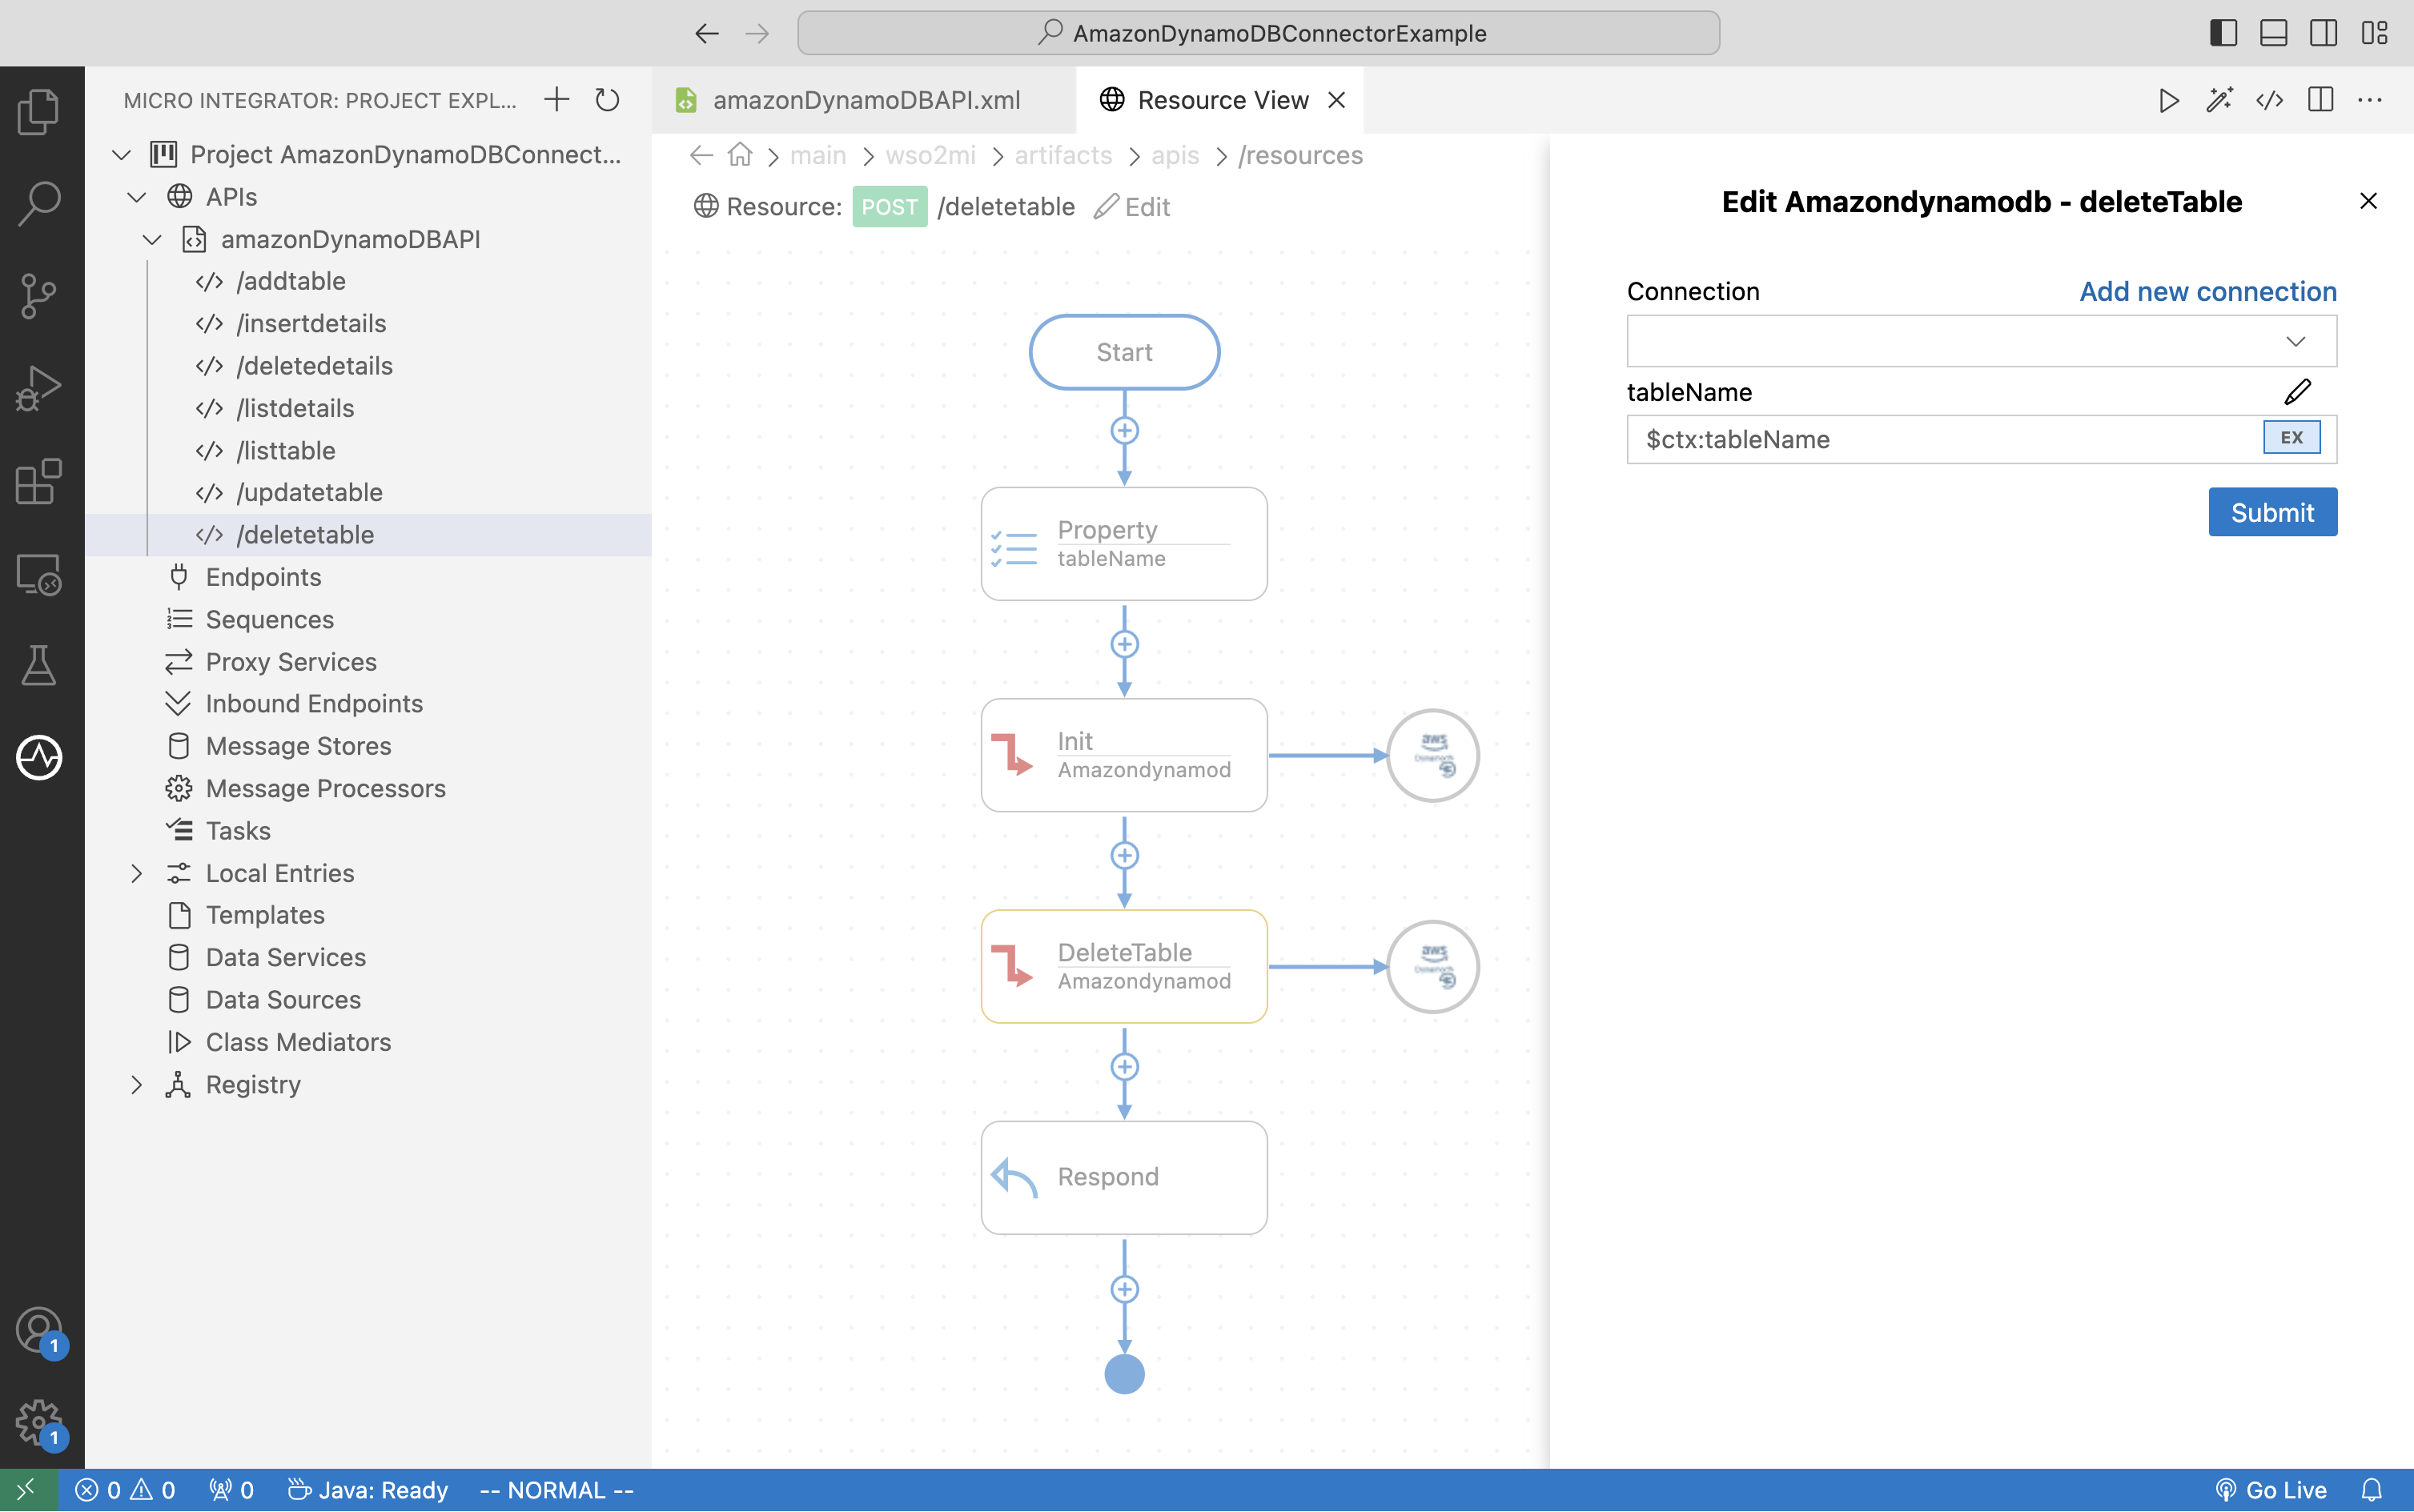 AmazonDynamoDBConnectorExample
MICRO INTEGRATOR: PROJECT EXPL...
Project AmazonDynamoDBConnect...
APIs
amazonDynamoDBAPI
/addtable
/insertdetails
/deletedetails
/listdetails
/listtable
/updatetable
/deletetable
Endpoints
Sequences
Proxy Services
Inbound Endpoints
Message Stores
Message Processors
Tasks
Local Entries
Templates
Data Services
Data Sources
Class Mediators
Registry
1
1
amazonDynamoDBAPI.xml
Resource View
main > wso2mi > artifacts > apis > /resources
Resource: POST /deletetable Edit
Start
Property
tableName
Init
Amazondynamod
aws
DeleteTable
Amazondynamod
aws
Respond
Edit Amazondynamodb - deleteTable
Connection
Add new connection
tableName
$ctx:tableName
EX
Submit
0 0 0 Java: Ready -- NORMAL --
Go Live